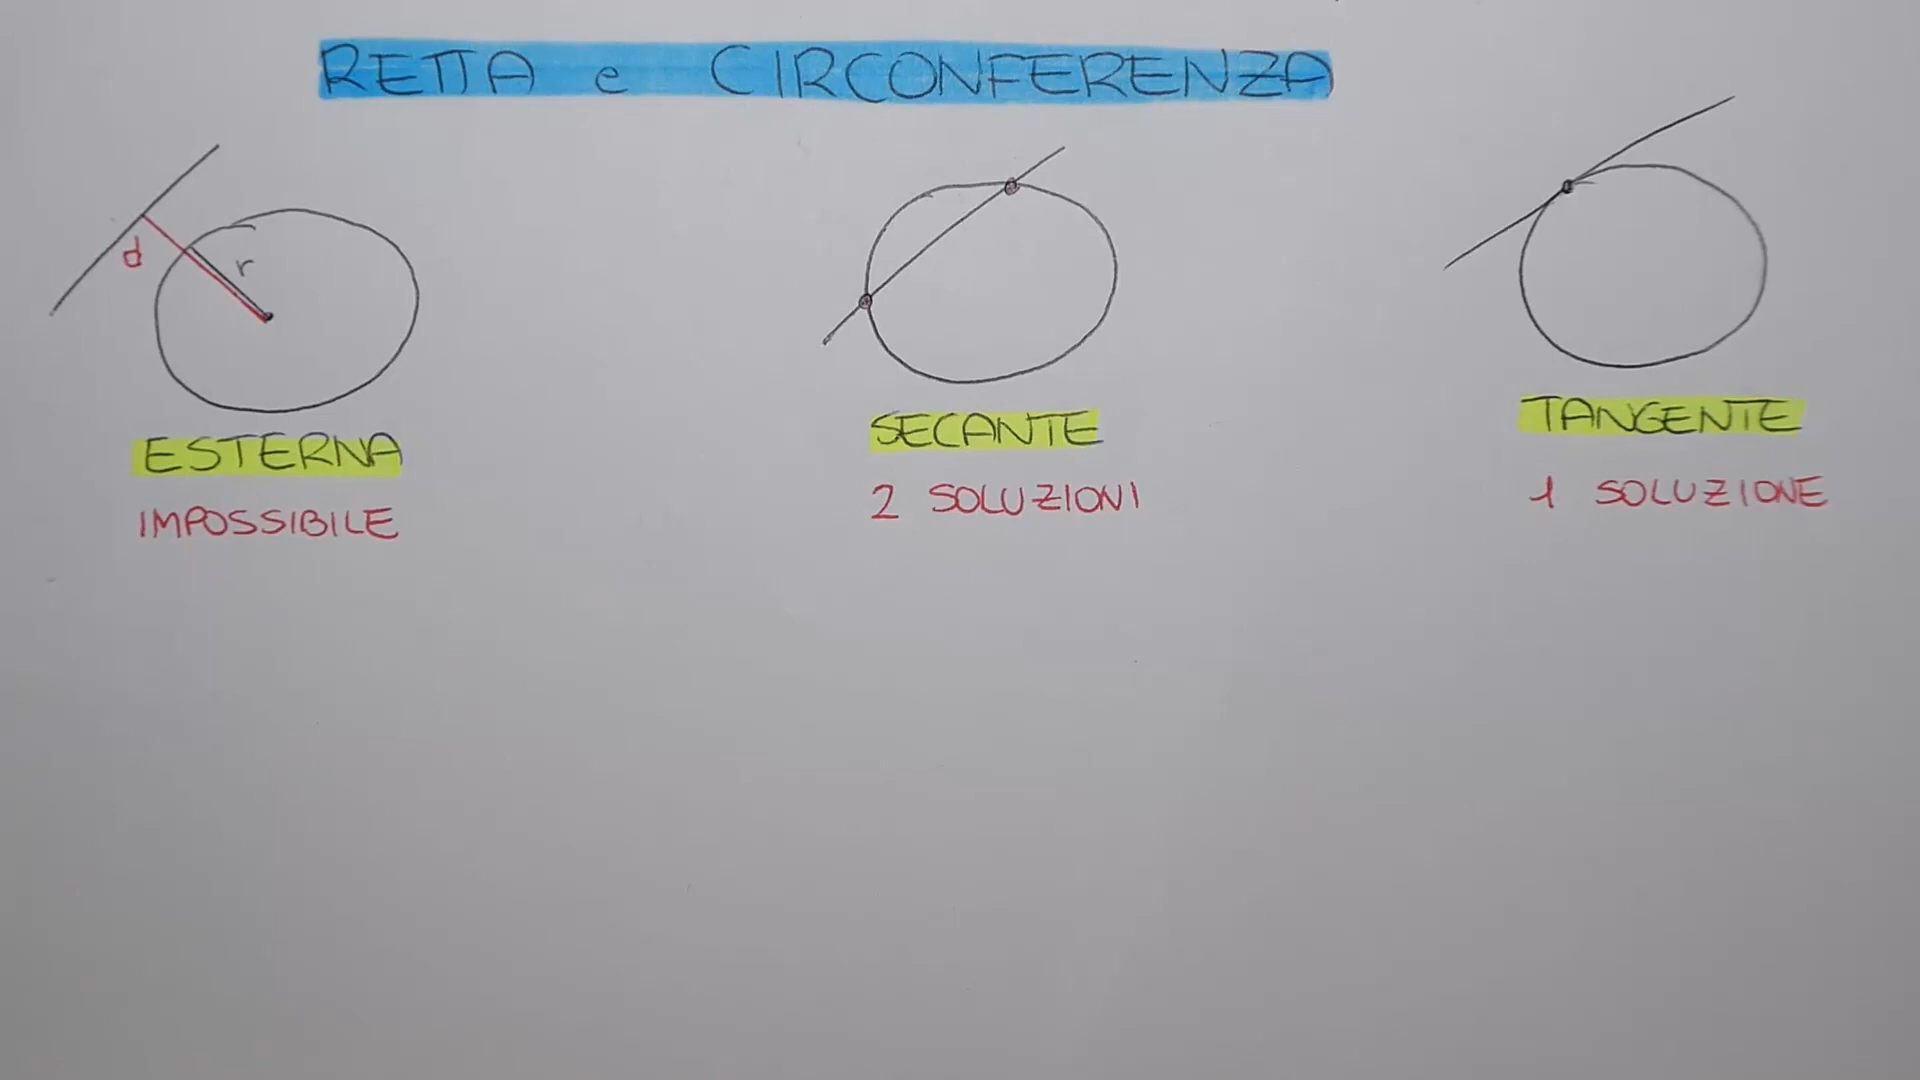 RETTA e CIRCONFERENZA
d
r
ESTERNA
IMPOSSIBILE
SECANTE
2 SOLUZIONI
TANGENTE
1 SOLUZIONE